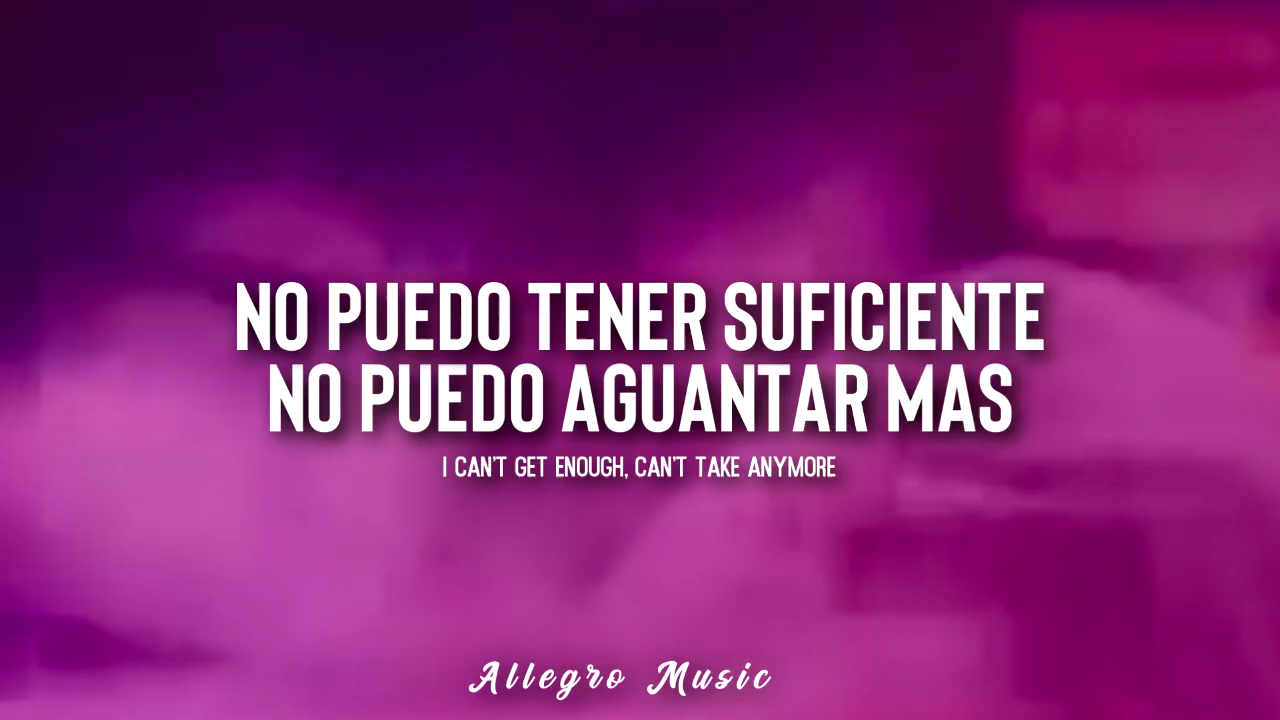 NO PUEDO TENER SUFICIENTE
NO PUEDO AGUANTAR MAS
I CAN'T GET ENOUGH, CAN'T TAKE ANYMORE
Allegro Music